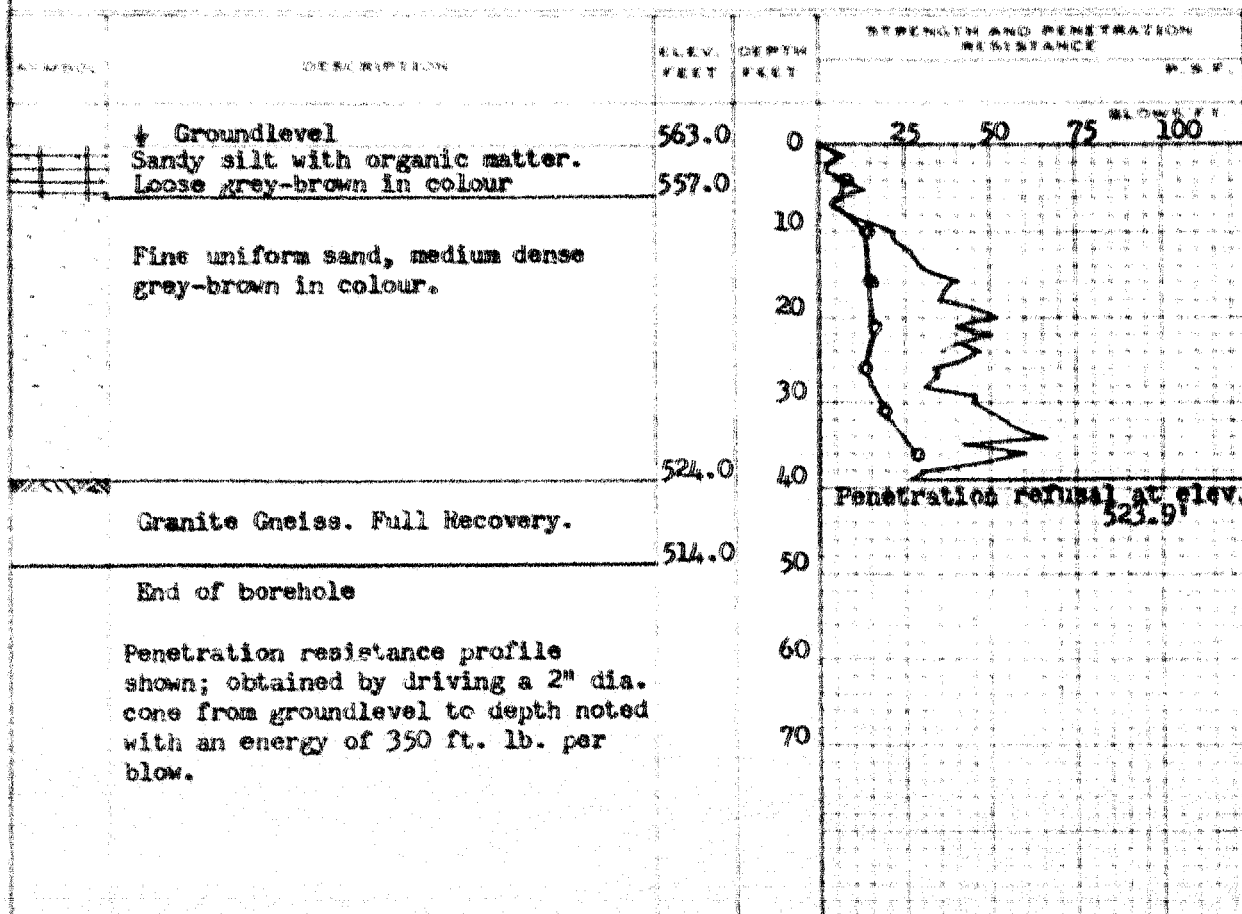 SYMBOL
DESCRIPTION
ELEV.
FEET
DEPTH
FEET
STRENGTH AND PENETRATION
RESISTANCE
P. S. F.
BLOWS/FT.
Groundlevel
563.0
0
25
50
75
100
Sandy silt with organic matter.
Loose grey-brown in colour
557.0
10
Fine uniform sand, medium dense
grey-brown in colour.
20
30
524.0
40
Penetration refusal at elev.
523.9'
Granite Gneiss. Full Recovery.
514.0
50
End of borehole
60
Penetration resistance profile
shown; obtained by driving a 2" dia.
cone from groundlevel to depth noted
with an energy of 350 ft. lb. per
blow.
70